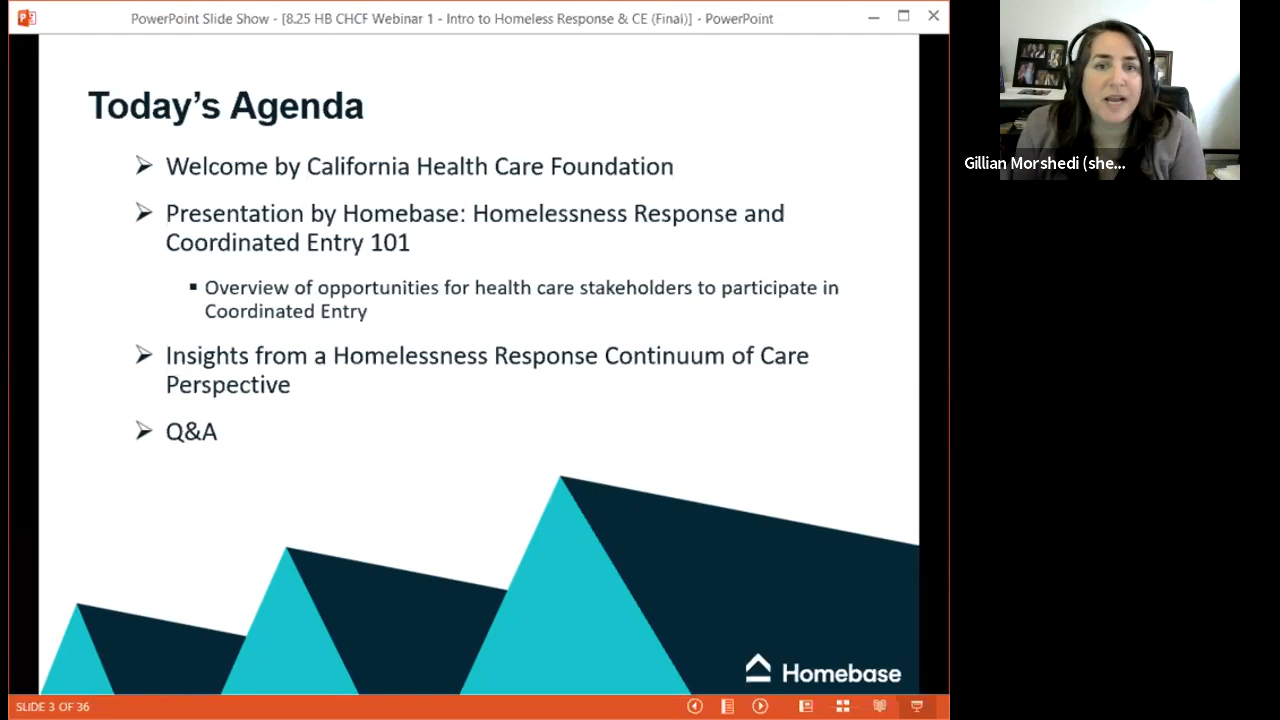 PowerPoint Slide Show - [8.25 HB CHCF Webinar 1 - Intro to Homeless Response & CE (Final)] - PowerPoint
Today's Agenda
Welcome by California Health Care Foundation
Presentation by Homebase: Homelessness Response and
Coordinated Entry 101
Overview of opportunities for health care stakeholders to participate in
Coordinated Entry
Insights from a Homelessness Response Continuum of Care
Perspective
Q&A
Homebase
SLIDE 3 OF 36
Gillian Morshedi (she...